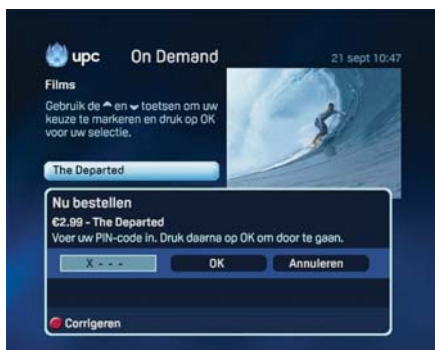 upc On Demand 21 sept 10:47
Films
Gebruik de en toetsen om uw
keuze te markeren en druk op OK
voor uw selectie.
The Departed
Nu bestellen
€2.99 - The Departed
Voer uw PIN-code in. Druk daarna op OK om door te gaan.
X - - - OK Annuleren
Corrigeren